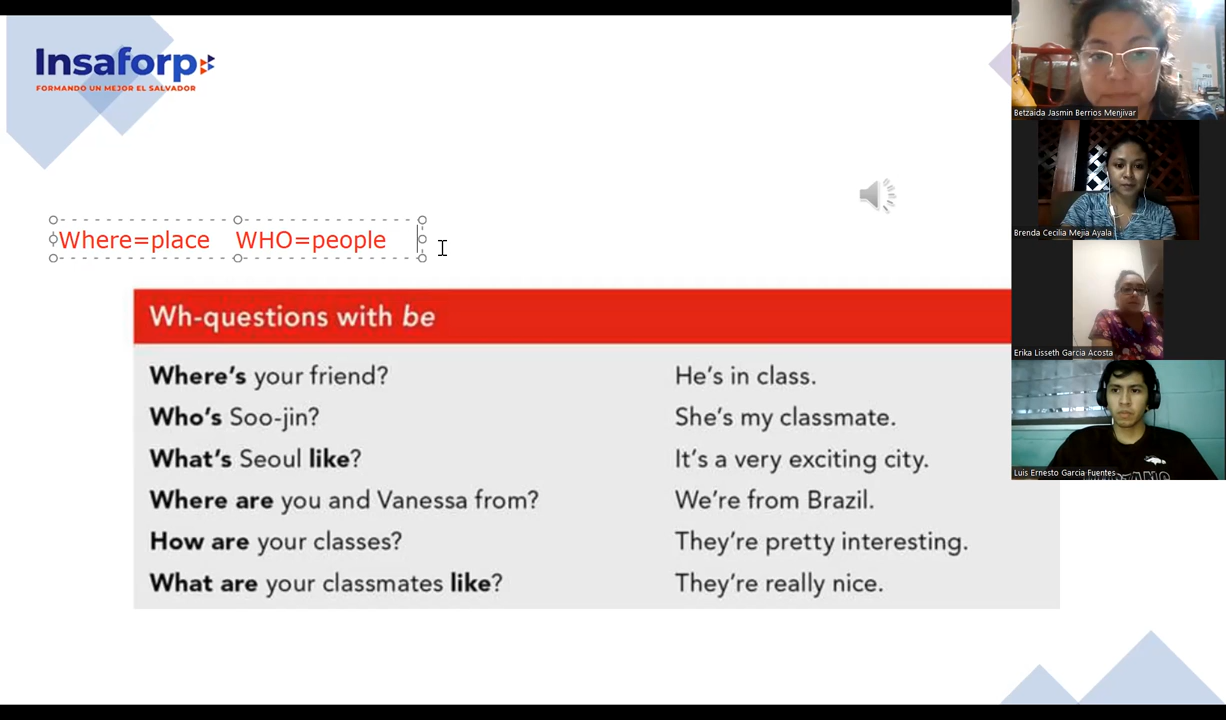 Insaforp
FORMANDO UN MEJOR EL SALVADOR
Where=place WHO=people
Wh-questions with be
Where's your friend? He's in class.
Who's Soo-jin? She's my classmate.
What's Seoul like? It's a very exciting city.
Where are you and Vanessa from? We're from Brazil.
How are your classes? They're pretty interesting.
What are your classmates like? They're really nice.
Betzaida Jasmin Berrios Menjivar
Brenda Cecilia Mejia Ayala
Erika Lisseth Garcia Acosta
Luis Ernesto Garcia Fuentes